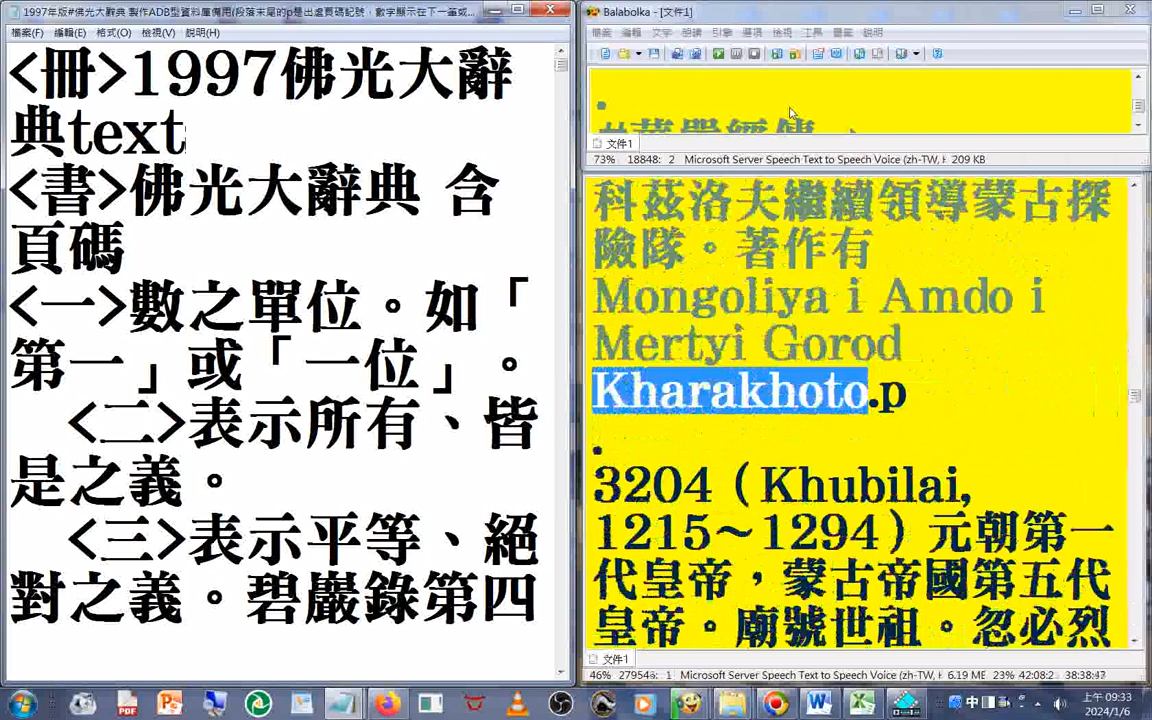 1997年版#佛光大辭典 製作ADB型資料庫備用(段落末尾的p是出處頁碼記號，數字顯示在下一筆或...
檔案(F) 編輯(E) 格式(O) 檢視(V) 說明(H)
<冊>1997佛光大辭
典text
<書>佛光大辭典 含
頁碼
<一>數之單位。如「
第一」或「一位」。
<二>表示所有、皆
是之義。
<三>表示平等、絕
對之義。碧巖錄第四
Balabolka - [文件1]
檔案 編輯 文字 朗讀 引擎 選項 檢視 工具 視窗 說明
文件1
73% 18848: 2 Microsoft Server Speech Text to Speech Voice (zh-TW, H 209 KB
科茲洛夫繼續領導蒙古探
險隊。著作有
Mongoliya i Amdo i
Mertyi Gorod
Kharakhoto.p
3204（Khubilai,
1215～1294）元朝第一
代皇帝，蒙古帝國第五代
皇帝。廟號世祖。忽必烈
文件1
46% 279546: 1 Microsoft Server Speech Text to Speech Voice (zh-TW, H 6.19 ME 23% 42:08:2 38:38:47
中
上午 09:33
2024/1/6